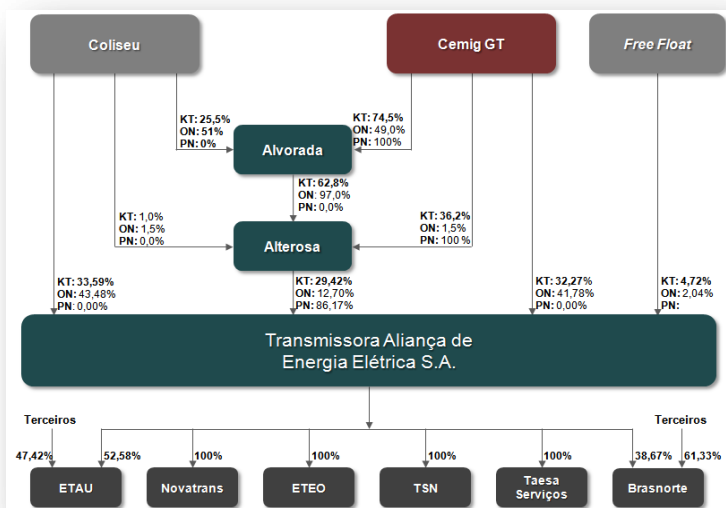 Coliseu
Cemig GT
Free Float
KT: 25,5%
ON: 51%
PN: 0%
KT: 74,5%
ON: 49,0%
PN: 100%
Alvorada
KT: 62,8%
ON: 97,0%
PN: 0,0%
KT: 1,0%
ON: 1,5%
PN: 0,0%
KT: 36,2%
ON: 1,5%
PN: 100 %
Alterosa
KT: 33,59%
ON: 43,48%
PN: 0,00%
KT: 29,42%
ON: 12,70%
PN: 86,17%
KT: 32,27%
ON: 41,78%
PN: 0,00%
KT: 4,72%
ON: 2,04%
PN:
Transmissora Aliança de
Energia Elétrica S.A.
Terceiros
Terceiros
47,42%
52,58%
100%
100%
100%
100%
38,67%
61,33%
ETAU
Novatrans
ETEO
TSN
Taesa
Serviços
Brasnorte